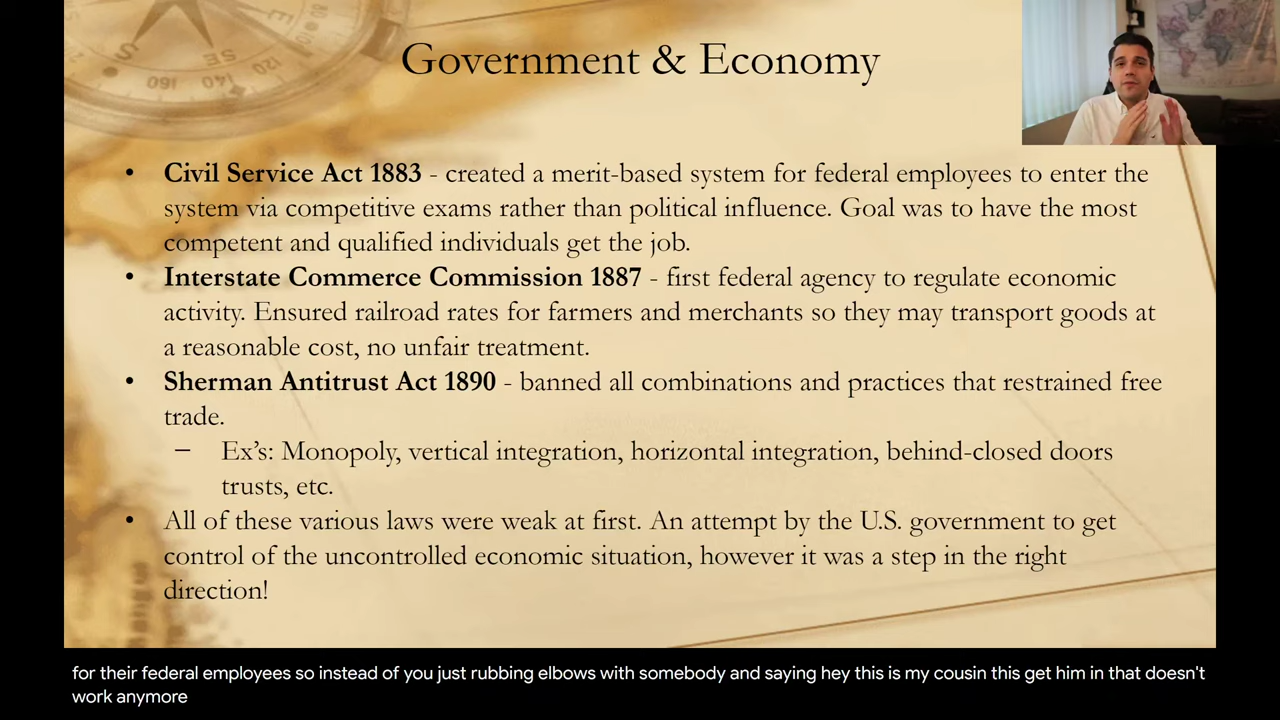 Government & Economy
• Civil Service Act 1883 - created a merit-based system for federal employees to enter the
system via competitive exams rather than political influence. Goal was to have the most
competent and qualified individuals get the job.
• Interstate Commerce Commission 1887 - first federal agency to regulate economic
activity. Ensured railroad rates for farmers and merchants so they may transport goods at
a reasonable cost, no unfair treatment.
• Sherman Antitrust Act 1890 - banned all combinations and practices that restrained free
trade.
– Ex’s: Monopoly, vertical integration, horizontal integration, behind-closed doors
trusts, etc.
• All of these various laws were weak at first. An attempt by the U.S. government to get
control of the uncontrolled economic situation, however it was a step in the right
direction!
for their federal employees so instead of you just rubbing elbows with somebody and saying hey this is my cousin this get him in that doesn't
work anymore
S
SE
160
140
120
E
80